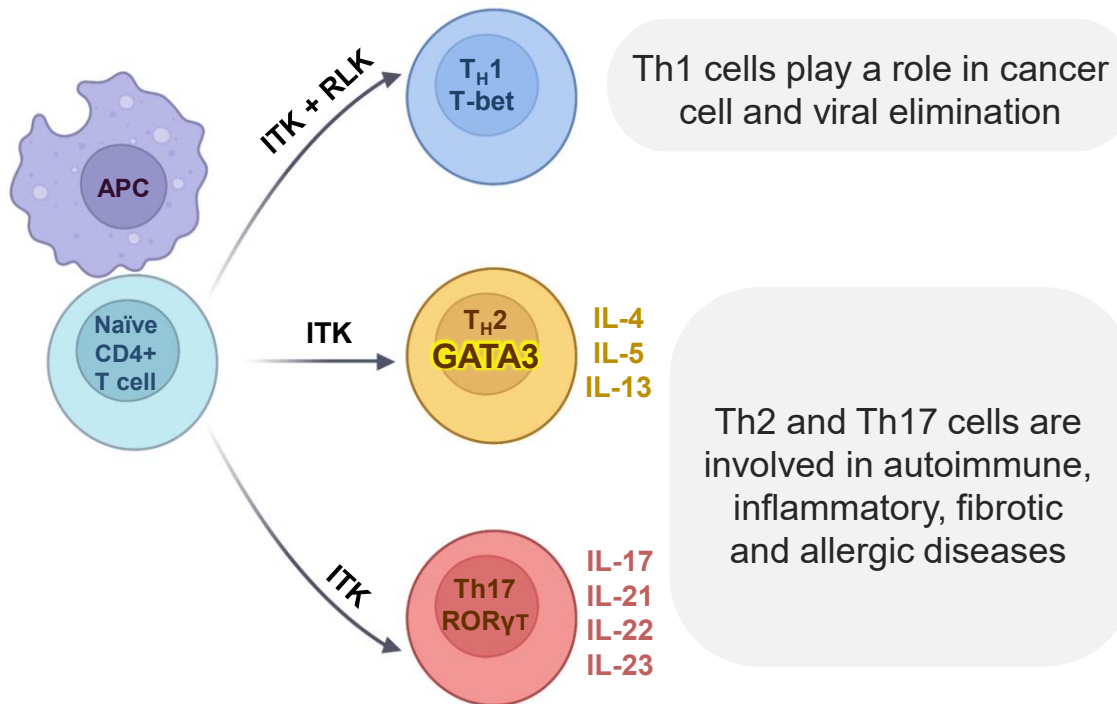 ITK + RLK
T_H1
T-bet
Th1 cells play a role in cancer
cell and viral elimination
APC
Naïve
CD4+
T cell
ITK
T_H2
GATA3
IL-4
IL-5
IL-13
Th2 and Th17 cells are
involved in autoimmune,
inflammatory, fibrotic
and allergic diseases
ITK
Th17
RORγT
IL-17
IL-21
IL-22
IL-23